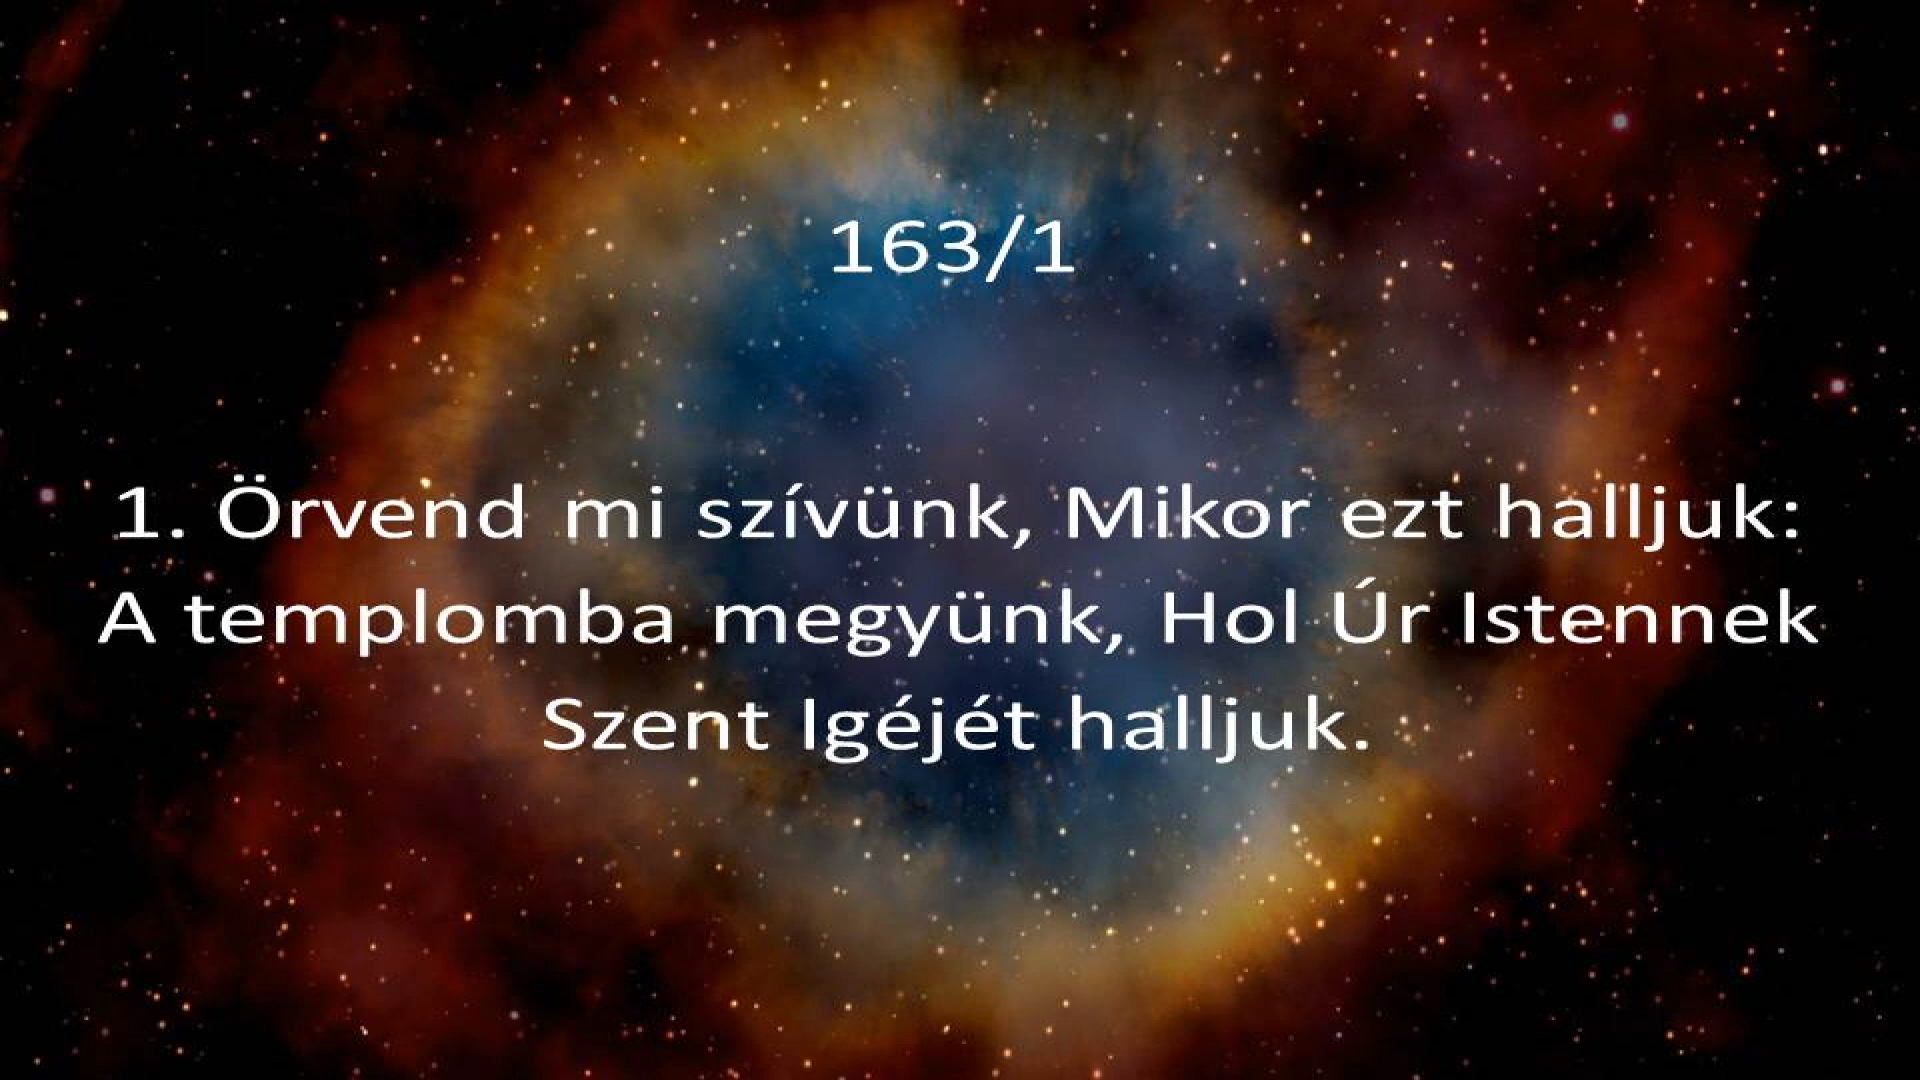 163/1
1. Örvend mi szívünk, Mikor ezt halljuk:
A templomba megyünk, Hol Úr Istennek
Szent Igéjét halljuk.